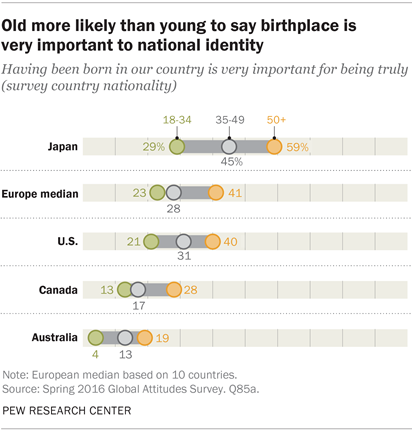 Old more likely than young to say birthplace is
very important to national identity
Having been born in our country is very important for being truly
(survey country nationality)
18-34 35-49 50+
Japan 29% 45% 59%
Europe median 23 28 41
U.S. 21 31 40
Canada 13 17 28
Australia 4 13 19
Note: European median based on 10 countries.
Source: Spring 2016 Global Attitudes Survey. Q85a.
PEW RESEARCH CENTER